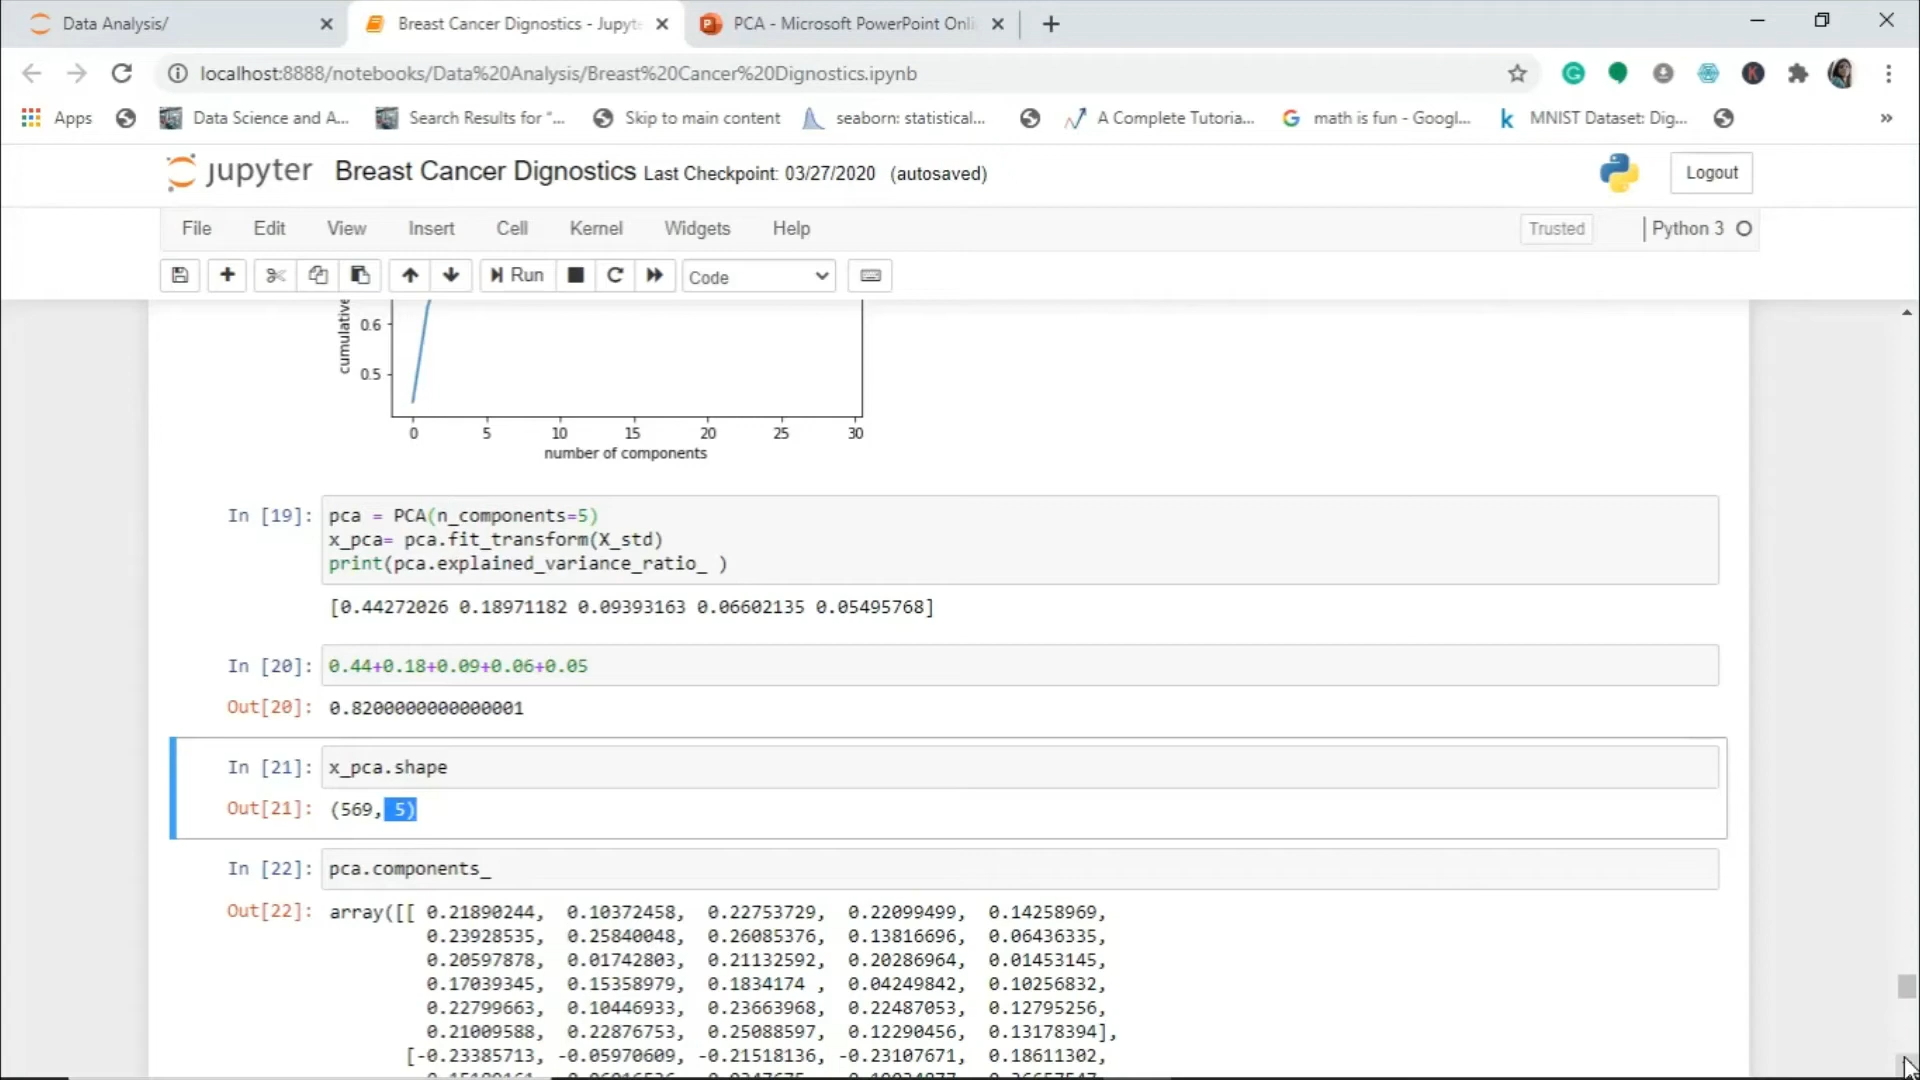 Data Analysis/
Breast Cancer Dignostics - Jupyte
PCA - Microsoft PowerPoint Onli
localhost:8888/notebooks/Data%20Analysis/Breast%20Cancer%20Dignostics.ipynb
Apps
Data Science and A...
Search Results for "...
Skip to main content
seaborn: statistical...
A Complete Tutoria...
math is fun - Googl...
MNIST Dataset: Dig...
jupyter Breast Cancer Dignostics Last Checkpoint: 03/27/2020 (autosaved)
Logout
File Edit View Insert Cell Kernel Widgets Help
Trusted
Python 3
Run
Code
cumulative
0.6
0.5
0 5 10 15 20 25 30
number of components
In [19]: pca = PCA(n_components=5)
x_pca= pca.fit_transform(X_std)
print(pca.explained_variance_ratio_ )
[0.44272026 0.18971182 0.09393163 0.06602135 0.05495768]
In [20]: 0.44+0.18+0.09+0.06+0.05
Out[20]: 0.8200000000000001
In [21]: x_pca.shape
Out[21]: (569, 5)
In [22]: pca.components_
Out[22]: array([[ 0.21890244, 0.10372458, 0.22753729, 0.22099499, 0.14258969,
0.23928535, 0.25840048, 0.26085376, 0.13816696, 0.06436335,
0.20597878, 0.01742803, 0.21132592, 0.20286964, 0.01453145,
0.17039345, 0.15358979, 0.1834174 , 0.04249842, 0.10256832,
0.22799663, 0.10446933, 0.23663968, 0.22487053, 0.12795256,
0.21009588, 0.22876753, 0.25088597, 0.12290456, 0.13178394],
[-0.23385713, -0.05970609, -0.21518136, -0.23107671, 0.18611302,